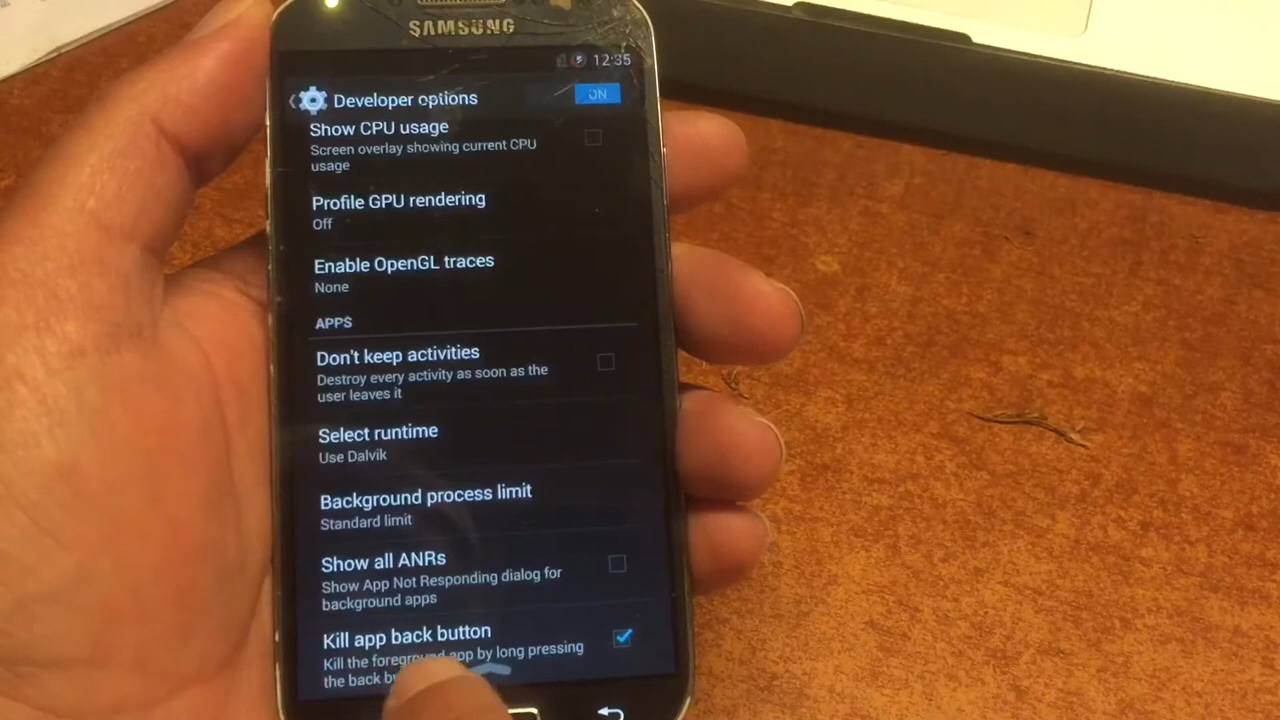 SAMSUNG
12:35
Developer options
ON
Show CPU usage
Screen overlay showing current CPU
usage
Profile GPU rendering
Off
Enable OpenGL traces
None
APPS
Don't keep activities
Destroy every activity as soon as the
user leaves it
Select runtime
Use Dalvik
Background process limit
Standard limit
Show all ANRs
Show App Not Responding dialog for
background apps
Kill app back button
Kill the foreground app by long pressing
the back